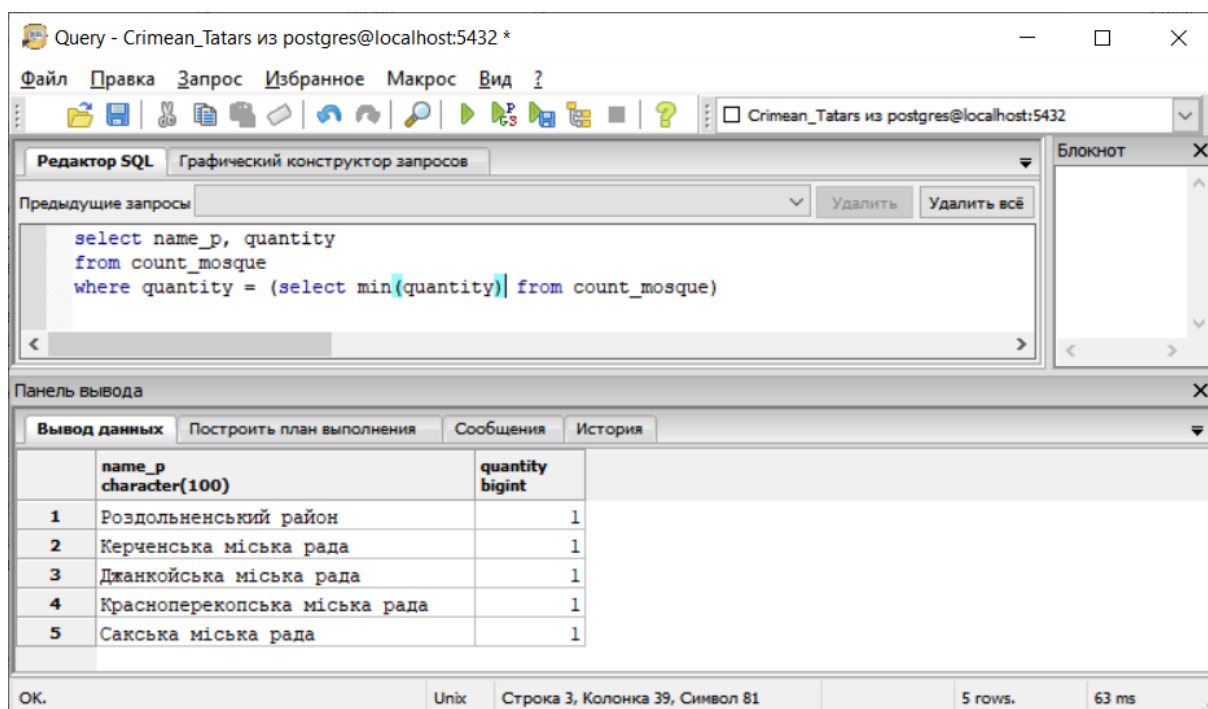 Query - Crimean_Tatars из postgres@localhost:5432 *
Файл Правка Запрос Избранное Макрос Вид ?
Crimean_Tatars из postgres@localhost:5432
Редактор SQL Графический конструктор запросов
Блокнот
Предыдущие запросы Удалить Удалить всё
select name_p, quantity
from count_mosque
where quantity = (select min(quantity) from count_mosque)
Панель вывода
Вывод данных Построить план выполнения Сообщения История
name_p quantity
character(100) bigint
1 Роздольненський район 1
2 Керченська міська рада 1
3 Джанкойська міська рада 1
4 Красноперекопська міська рада 1
5 Сакська міська рада 1
OK. Unix Строка 3, Колонка 39, Символ 81 5 rows. 63 ms